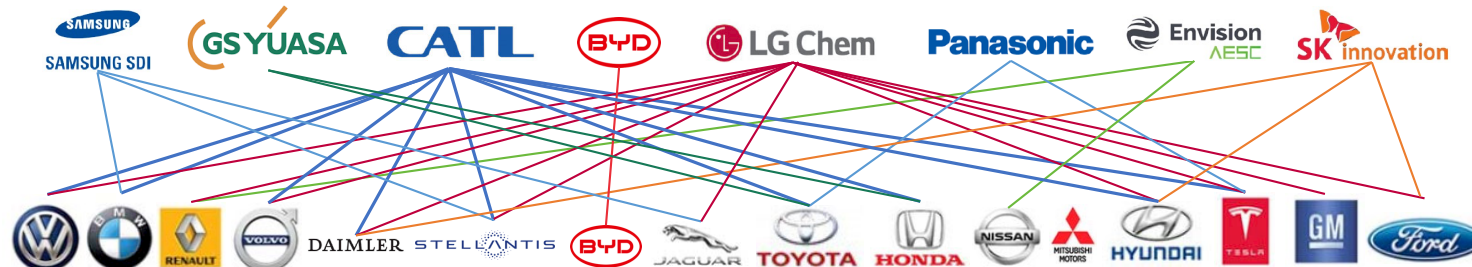 SAMSUNG
SAMSUNG SDI
GS YUASA
CATL
BYD
LG Chem
Panasonic
Envision
AESC
SK innovation
BMW
RENAULT
VOLVO
DAIMLER
STELLANTIS
BYD
JAGUAR
TOYOTA
HONDA
NISSAN
MITSUBISHI
MOTORS
HYUNDAI
TESLA
GM
Ford